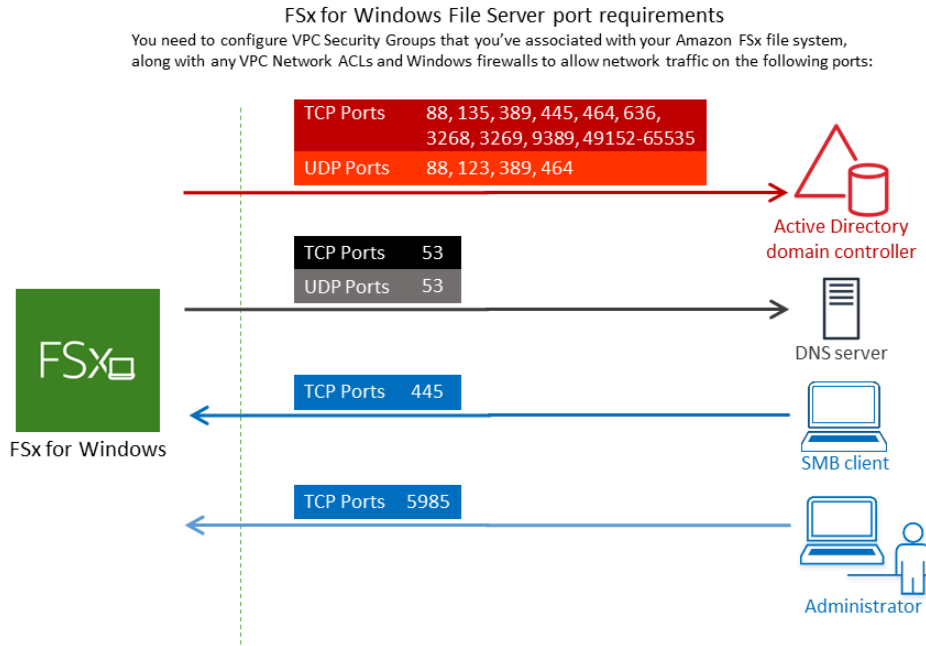 FSx for Windows File Server port requirements
You need to configure VPC Security Groups that you've associated with your Amazon FSx file system,
along with any VPC Network ACLs and Windows firewalls to allow network traffic on the following ports:
TCP Ports 88, 135, 389, 445, 464, 636,
3268, 3269, 9389, 49152-65535
UDP Ports 88, 123, 389, 464
Active Directory
domain controller
TCP Ports 53
UDP Ports 53
DNS server
FSx
FSx for Windows
TCP Ports 445
SMB client
TCP Ports 5985
Administrator